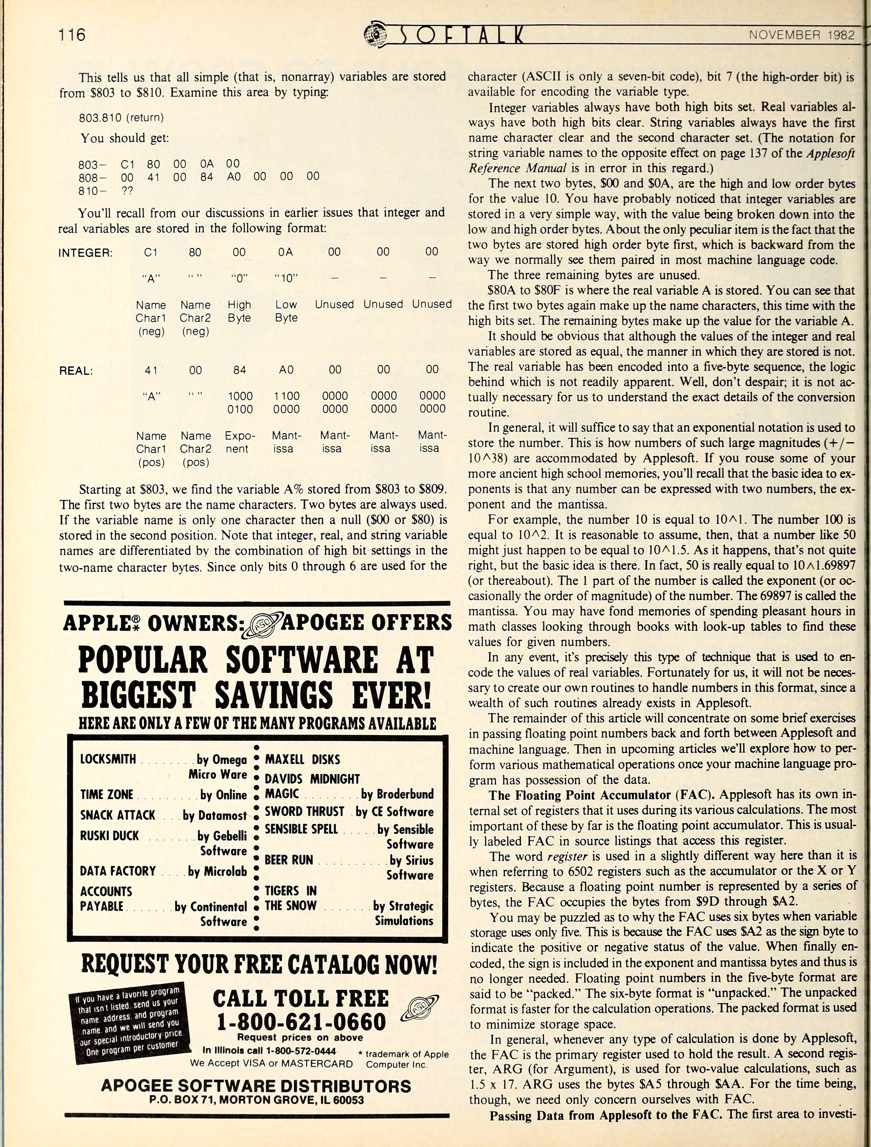 116
SOFTALK
NOVEMBER 1982
This tells us that all simple (that is, nonarray) variables are stored
from $803 to $810. Examine this area by typing:
803.810 (return)
You should get:
803– C1 80 00 0A 00
808– 00 41 00 84 A0 00 00 00
810– ??
You'll recall from our discussions in earlier issues that integer and
real variables are stored in the following format:
INTEGER: C1 80 00 0A 00 00 00
"A" " " "0" "10" – – –
Name Name High Low Unused Unused Unused
Char1 Char2 Byte Byte
(neg) (neg)
REAL: 41 00 84 A0 00 00 00
"A" " " 1000 1100 0000 0000 0000
0100 0000 0000 0000 0000
Name Name Expo- Mant- Mant- Mant- Mant-
Char1 Char2 nent issa issa issa issa
(pos) (pos)
Starting at $803, we find the variable A% stored from $803 to $809.
The first two bytes are the name characters. Two bytes are always used.
If the variable name is only one character then a null ($00 or $80) is
stored in the second position. Note that integer, real, and string variable
names are differentiated by the combination of high bit settings in the
two-name character bytes. Since only bits 0 through 6 are used for the
APPLE®* OWNERS: APOGEE OFFERS
POPULAR SOFTWARE AT
BIGGEST SAVINGS EVER!
HERE ARE ONLY A FEW OF THE MANY PROGRAMS AVAILABLE
LOCKSMITH ........ by Omega
Micro Ware
TIME ZONE ......... by Online
SNACK ATTACK ... by Datamost
RUSKI DUCK ...... by Gebelli
Software
DATA FACTORY .... by Microlab
ACCOUNTS
PAYABLE ....... by Continental
Software
MAXELL DISKS
DAVIDS MIDNIGHT
MAGIC ......... by Broderbund
SWORD THRUST . by CE Software
SENSIBLE SPELL ..... by Sensible
Software
BEER RUN .......... by Sirius
Software
TIGERS IN
THE SNOW ....... by Strategic
Simulations
REQUEST YOUR FREE CATALOG NOW!
If you have a favorite program
that isn't listed, send us your
name, address, and program
name, and we will send you
our special introductory price
One program per customer
CALL TOLL FREE
1-800-621-0660
Request prices on above
In Illinois call 1-800-572-0444
We Accept VISA or MASTERCARD
* trademark of Apple
Computer Inc.
APOGEE SOFTWARE DISTRIBUTORS
P.O. BOX 71, MORTON GROVE, IL 60053
character (ASCII is only a seven-bit code), bit 7 (the high-order bit) is
available for encoding the variable type.
Integer variables always have both high bits set. Real variables al-
ways have both high bits clear. String variables always have the first
name character clear and the second character set. (The notation for
string variable names to the opposite effect on page 137 of the Applesoft
Reference Manual is in error in this regard.)
The next two bytes, $00 and $0A, are the high and low order bytes
for the value 10. You have probably noticed that integer variables are
stored in a very simple way, with the value being broken down into the
low and high order bytes. About the only peculiar item is the fact that the
two bytes are stored high order byte first, which is backward from the
way we normally see them paired in most machine language code.
The three remaining bytes are unused.
$80A to $80F is where the real variable A is stored. You can see that
the first two bytes again make up the name characters, this time with the
high bits set. The remaining bytes make up the value for the variable A.
It should be obvious that although the values of the integer and real
variables are stored as equal, the manner in which they are stored is not.
The real variable has been encoded into a five-byte sequence, the logic
behind which is not readily apparent. Well, don't despair; it is not ac-
tually necessary for us to understand the exact details of the conversion
routine.
In general, it will suffice to say that an exponential notation is used to
store the number. This is how numbers of such large magnitudes (+/−
10^38) are accommodated by Applesoft. If you rouse some of your
more ancient high school memories, you'll recall that the basic idea to ex-
ponents is that any number can be expressed with two numbers, the ex-
ponent and the mantissa.
For example, the number 10 is equal to 10^1. The number 100 is
equal to 10^2. It is reasonable to assume, then, that a number like 50
might just happen to be equal to 10^1.5. As it happens, that's not quite
right, but the basic idea is there. In fact, 50 is really equal to 10^1.69897
(or thereabout). The 1 part of the number is called the exponent (or oc-
casionally the order of magnitude) of the number. The 69897 is called the
mantissa. You may have fond memories of spending pleasant hours in
math classes looking through books with look-up tables to find these
values for given numbers.
In any event, it's precisely this type of technique that is used to en-
code the values of real variables. Fortunately for us, it will not be neces-
sary to create our own routines to handle numbers in this format, since a
wealth of such routines already exists in Applesoft.
The remainder of this article will concentrate on some brief exercises
in passing floating point numbers back and forth between Applesoft and
machine language. Then in upcoming articles we'll explore how to per-
form various mathematical operations once your machine language pro-
gram has possession of the data.
The Floating Point Accumulator (FAC). Applesoft has its own in-
ternal set of registers that it uses during its various calculations. The most
important of these by far is the floating point accumulator. This is usual-
ly labeled FAC in source listings that access this register.
The word register is used in a slightly different way here than it is
when referring to 6502 registers such as the accumulator or the X or Y
registers. Because a floating point number is represented by a series of
bytes, the FAC occupies the bytes from $9D through $A2.
You may be puzzled as to why the FAC uses six bytes when variable
storage uses only five. This is because the FAC uses $A2 as the sign byte to
indicate the positive or negative status of the value. When finally en-
coded, the sign is included in the exponent and mantissa bytes and thus is
no longer needed. Floating point numbers in the five-byte format are
said to be "packed." The six-byte format is "unpacked." The unpacked
format is faster for the calculation operations. The packed format is used
to minimize storage space.
In general, whenever any type of calculation is done by Applesoft,
the FAC is the primary register used to hold the result. A second regis-
ter, ARG (for Argument), is used for two-value calculations, such as
1.5 x 17. ARG uses the bytes $A5 through $AA. For the time being,
though, we need only concern ourselves with FAC.
Passing Data from Applesoft to the FAC. The first area to investi-